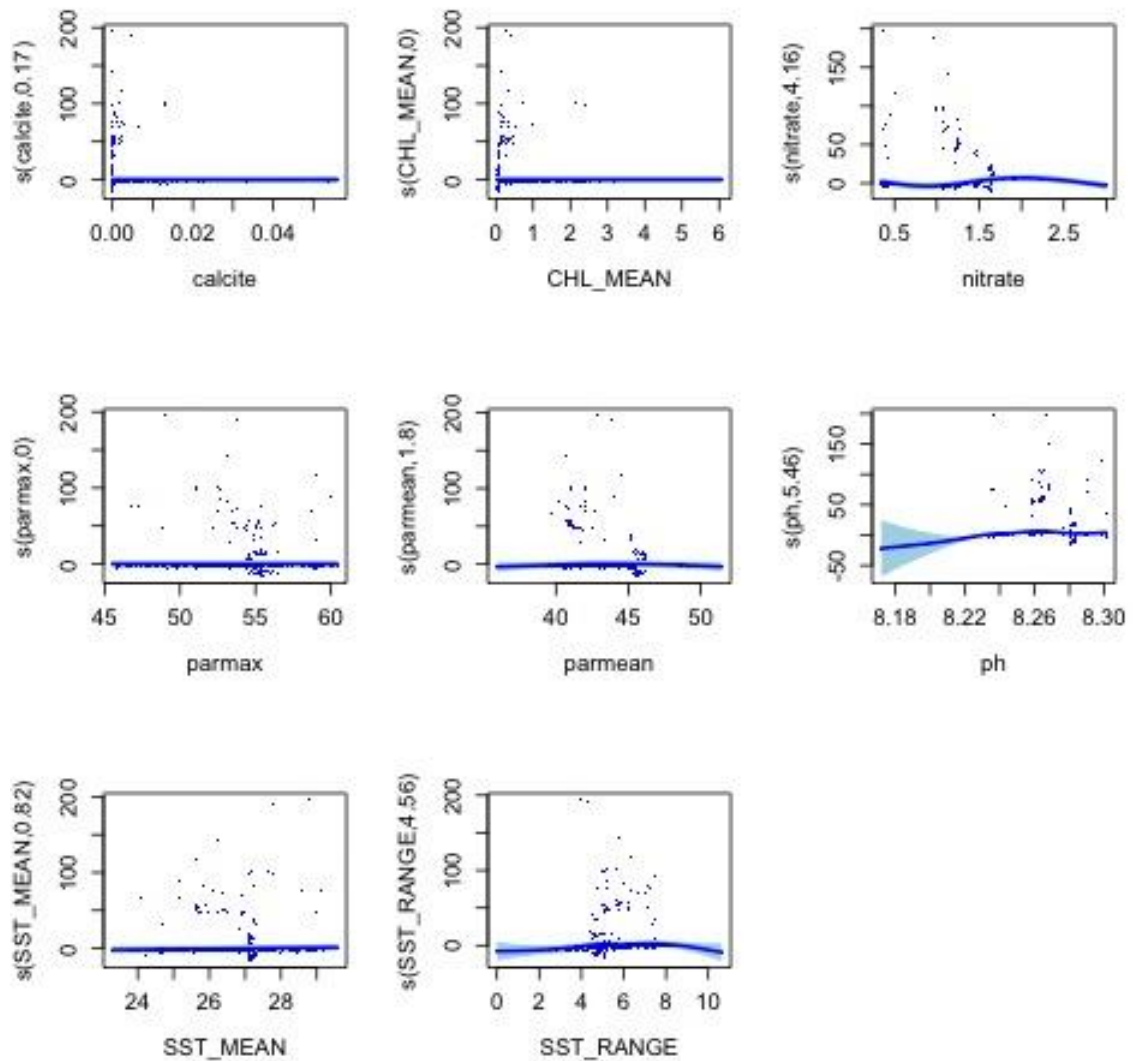 s(calcite,0.17)
200
100
0
0.00 0.02 0.04
calcite
s(CHL_MEAN,0)
200
100
0
0 1 2 3 4 5 6
CHL_MEAN
s(nitrate,4.16)
150
50
0
0.5 1.5 2.5
nitrate
s(parmax,0)
200
100
0
45 50 55 60
parmax
s(parmean,1.8)
200
100
0
40 45 50
parmean
s(ph,5.46)
150
50
-50
8.18 8.22 8.26 8.30
ph
s(SST_MEAN,0.82)
200
100
0
24 26 28
SST_MEAN
s(SST_RANGE,4.56)
200
100
0
0 2 4 6 8 10
SST_RANGE